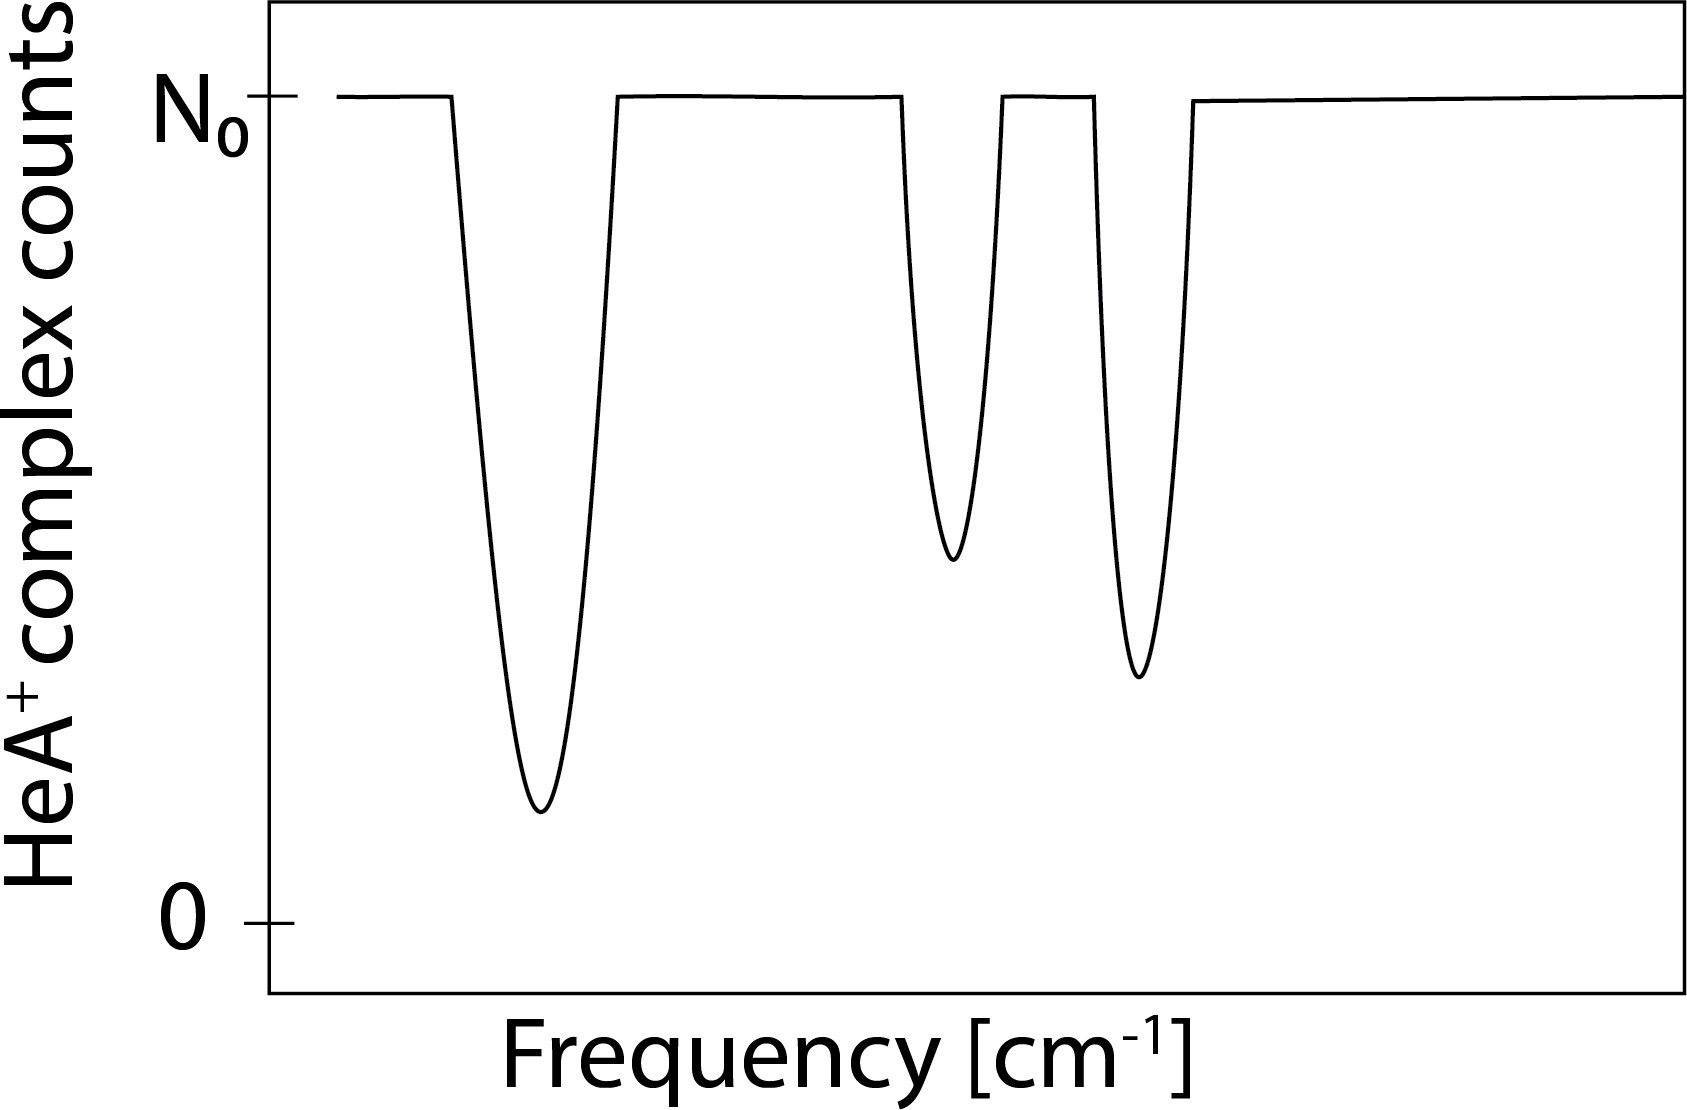 HeA⁺ complex counts
N₀
0
Frequency [cm⁻¹]